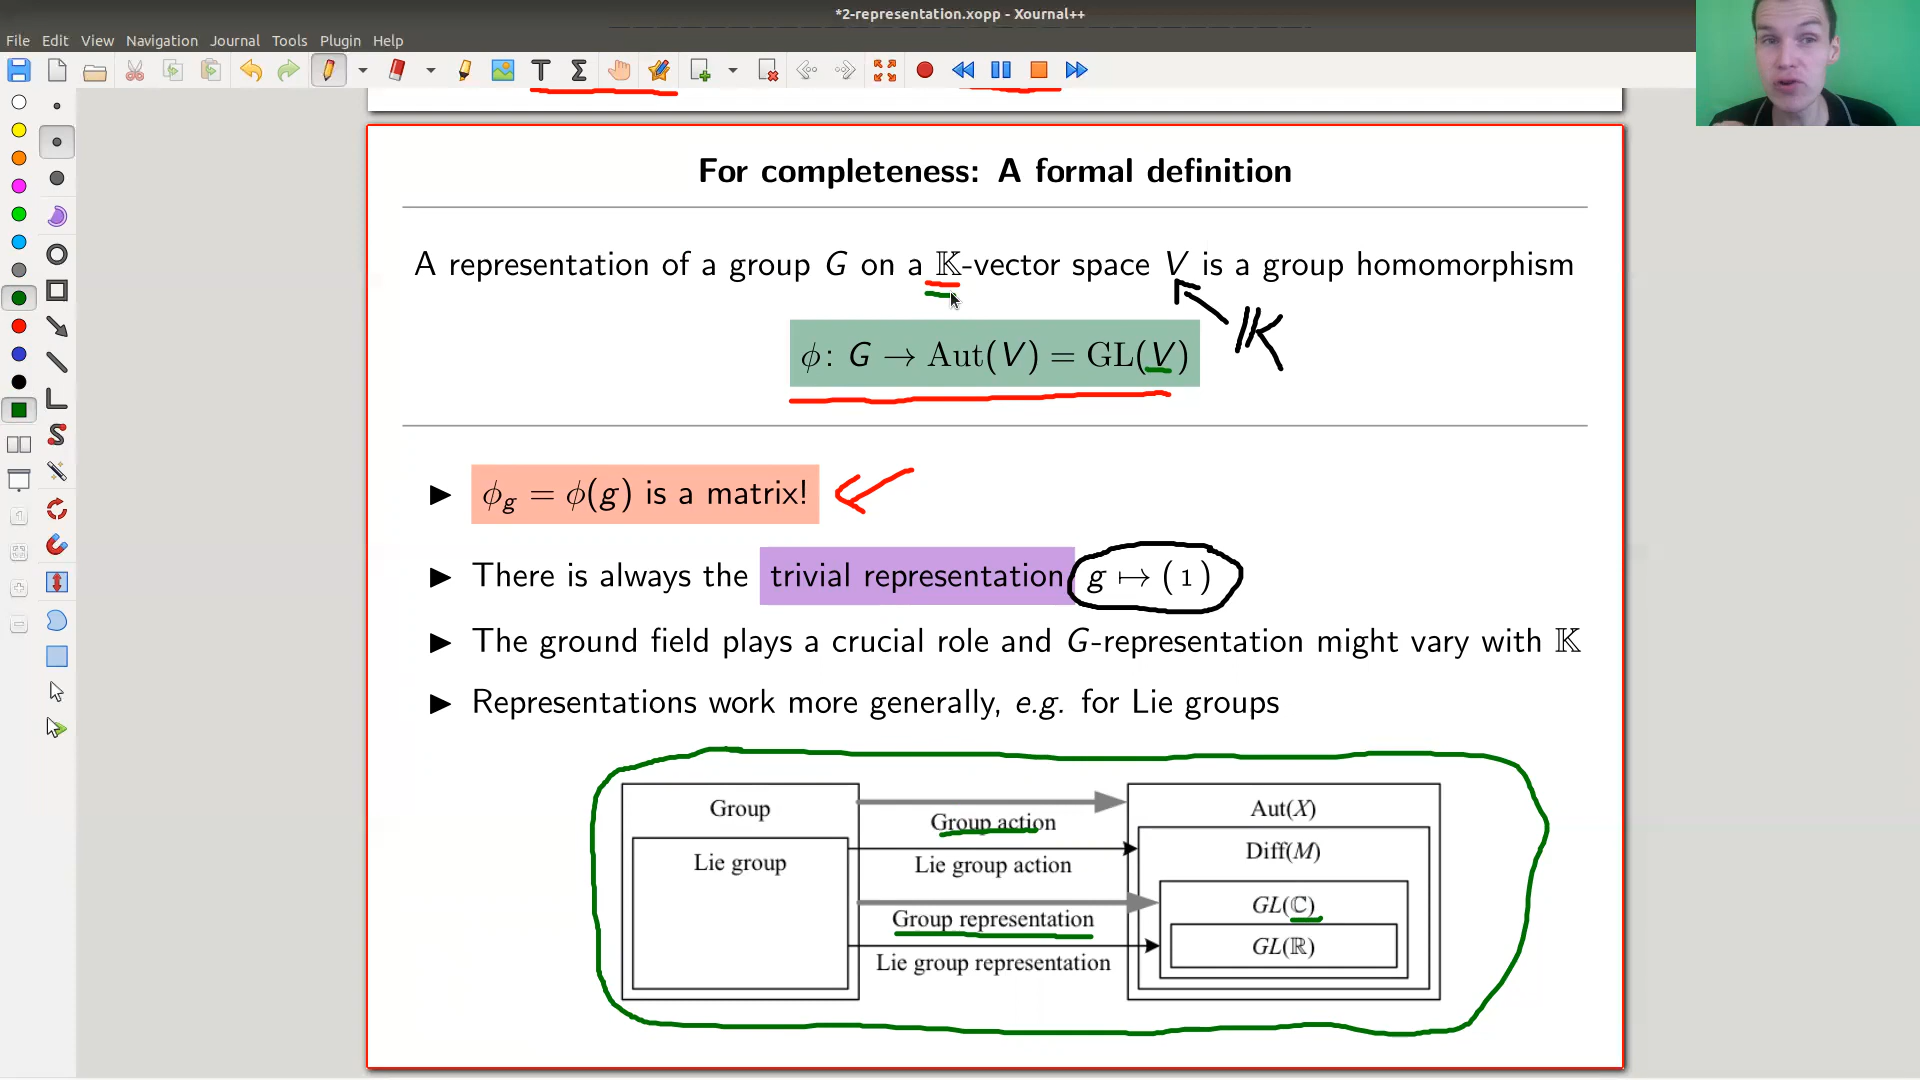 *2-representation.xopp - Xournal++
File Edit View Navigation Journal Tools Plugin Help
For completeness: A formal definition
A representation of a group G on a 𝕂-vector space V is a group homomorphism
𝕂
ϕ: G → Aut(V) = GL(V)
▶ ϕ_g = ϕ(g) is a matrix!
▶ There is always the trivial representation g ↦ (1)
▶ The ground field plays a crucial role and G-representation might vary with 𝕂
▶ Representations work more generally, e.g. for Lie groups
Group
Lie group
Group action
Lie group action
Group representation
Lie group representation
Aut(X)
Diff(M)
GL(ℂ)
GL(ℝ)